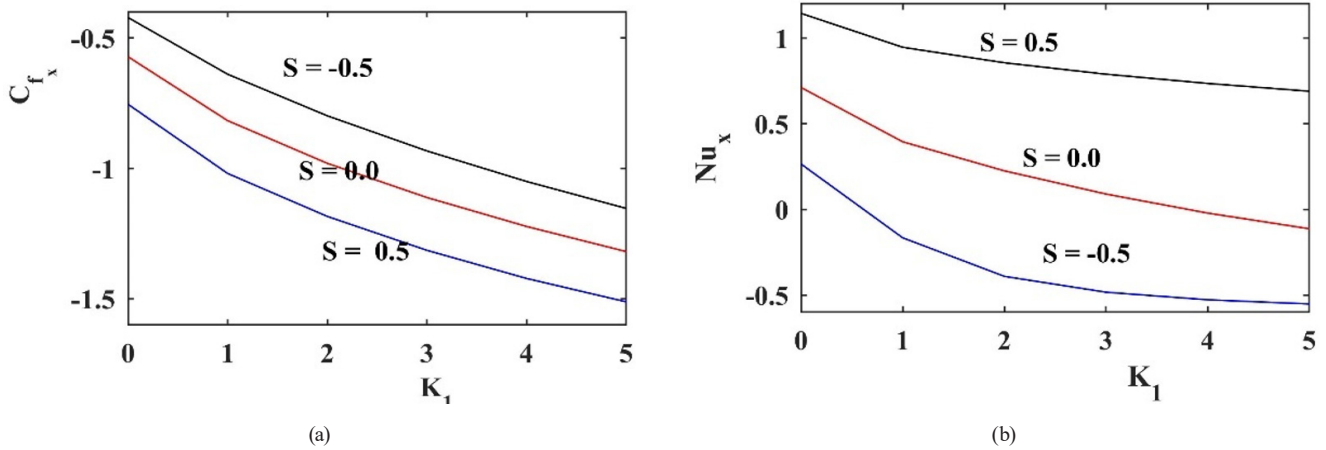 C_f_x
-0.5
-1
-1.5
S = -0.5
S = 0.0
S = 0.5
0 1 2 3 4 5
K_1
(a)
Nu_x
1
0.5
0
-0.5
S = 0.5
S = 0.0
S = -0.5
0 1 2 3 4 5
K_1
(b)